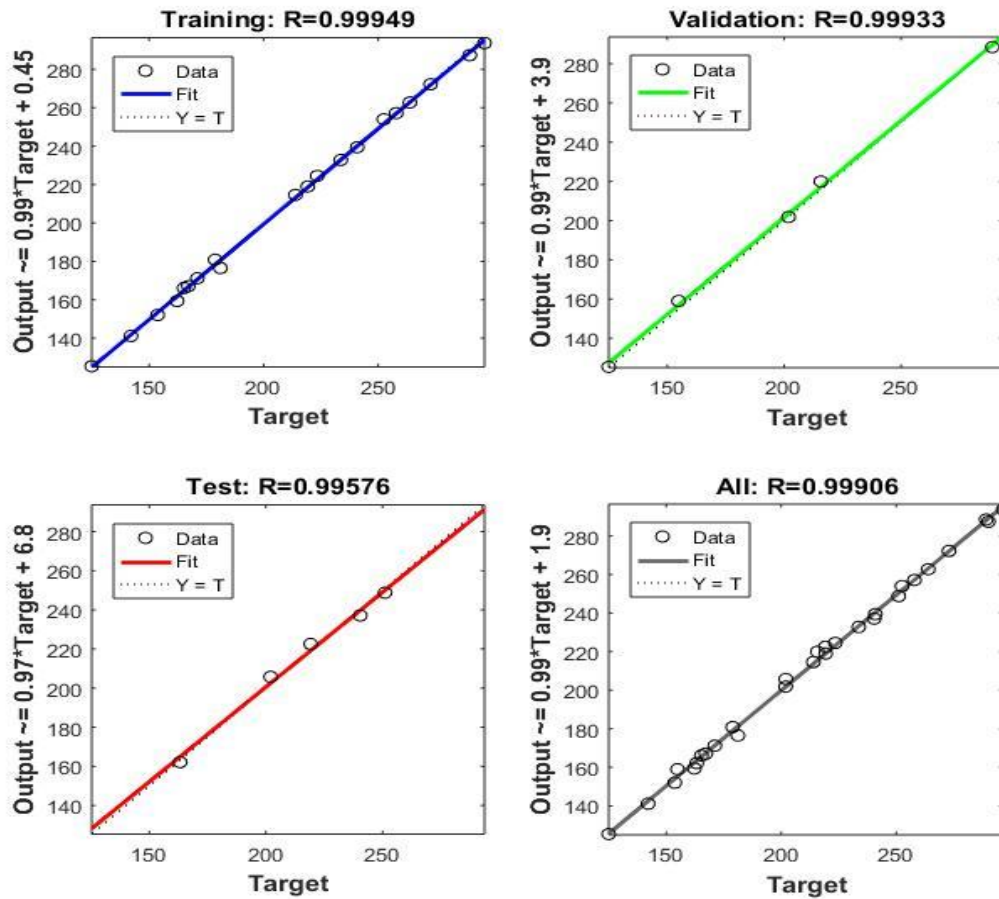 Training: R=0.99949
Output ~= 0.99*Target + 0.45
280
260
240
220
200
180
160
140
Data
Fit
Y = T
150
200
250
Target
Validation: R=0.99933
Output ~= 0.99*Target + 3.9
280
260
240
220
200
180
160
140
Data
Fit
Y = T
150
200
250
Target
Test: R=0.99576
Output ~= 0.97*Target + 6.8
280
260
240
220
200
180
160
140
Data
Fit
Y = T
150
200
250
Target
All: R=0.99906
Output ~= 0.99*Target + 1.9
280
260
240
220
200
180
160
140
Data
Fit
Y = T
150
200
250
Target